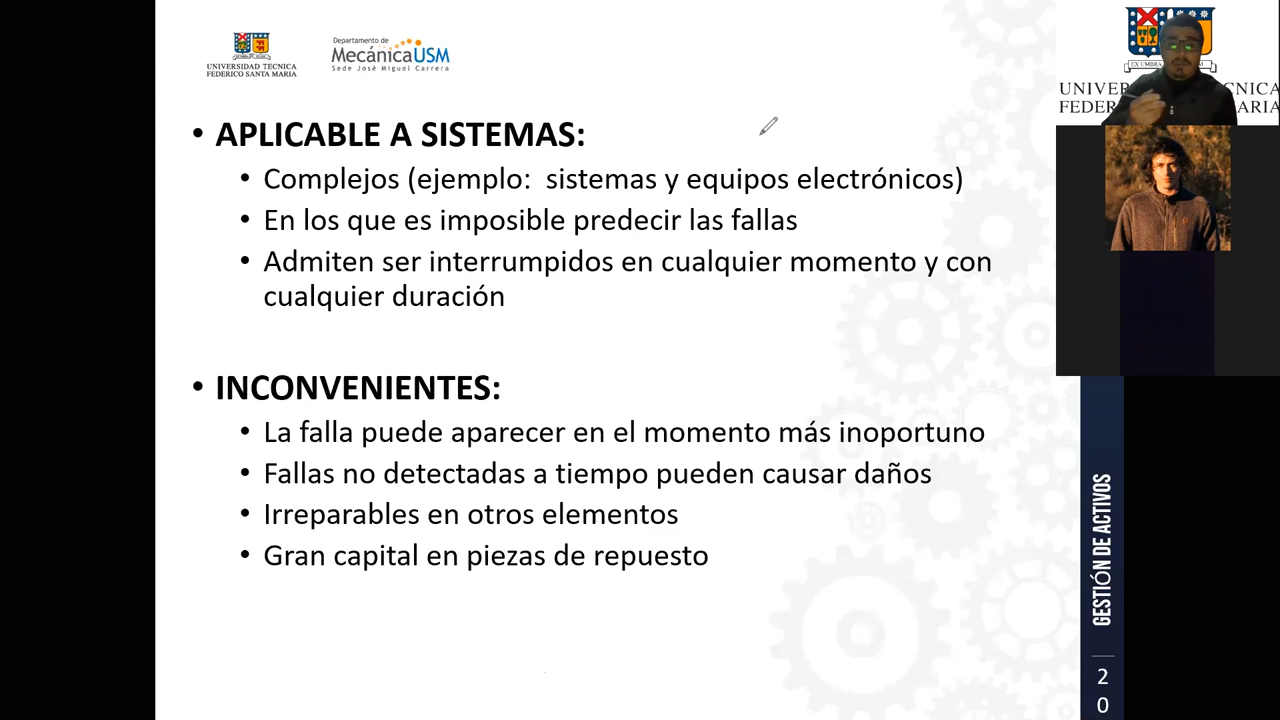 UNIVERSIDAD TECNICA
FEDERICO SANTA MARIA
Departamento de
MecánicaUSM
Sede José Miguel Carrera
• APLICABLE A SISTEMAS:
• Complejos (ejemplo: sistemas y equipos electrónicos)
• En los que es imposible predecir las fallas
• Admiten ser interrumpidos en cualquier momento y con
cualquier duración
• INCONVENIENTES:
• La falla puede aparecer en el momento más inoportuno
• Fallas no detectadas a tiempo pueden causar daños
• Irreparables en otros elementos
• Gran capital en piezas de repuesto
EX UMBRA
UNIVER CNICA
FEDER ARIA
GESTIÓN DE ACTIVOS
2
0